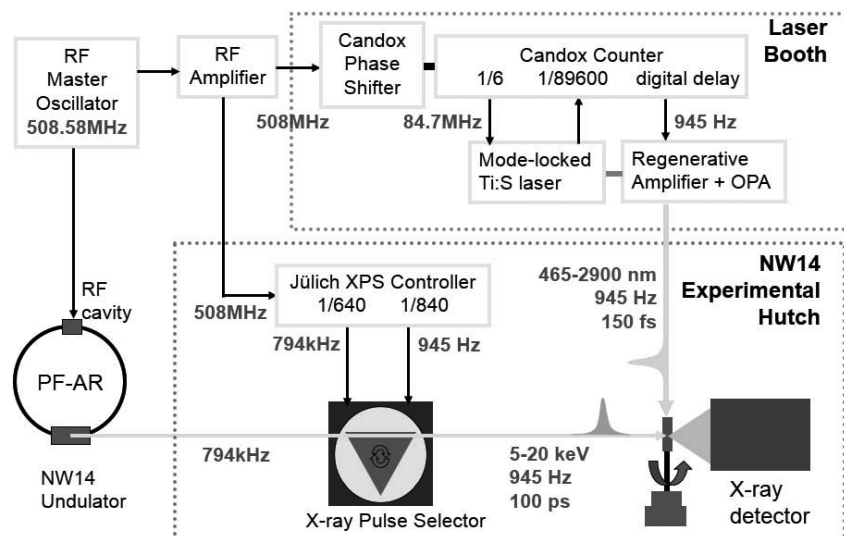 RF
Master
Oscillator
508.58MHz
RF
Amplifier
508MHz
Candox
Phase
Shifter
Candox Counter
1/6 1/89600 digital delay
Laser
Booth
84.7MHz
945 Hz
Mode-locked
Ti:S laser
Regenerative
Amplifier + OPA
RF
cavity
PF-AR
NW14
Undulator
508MHz
Jülich XPS Controller
1/640 1/840
794kHz
945 Hz
465-2900 nm
945 Hz
150 fs
NW14
Experimental
Hutch
794kHz
X-ray Pulse Selector
5-20 keV
945 Hz
100 ps
X-ray
detector